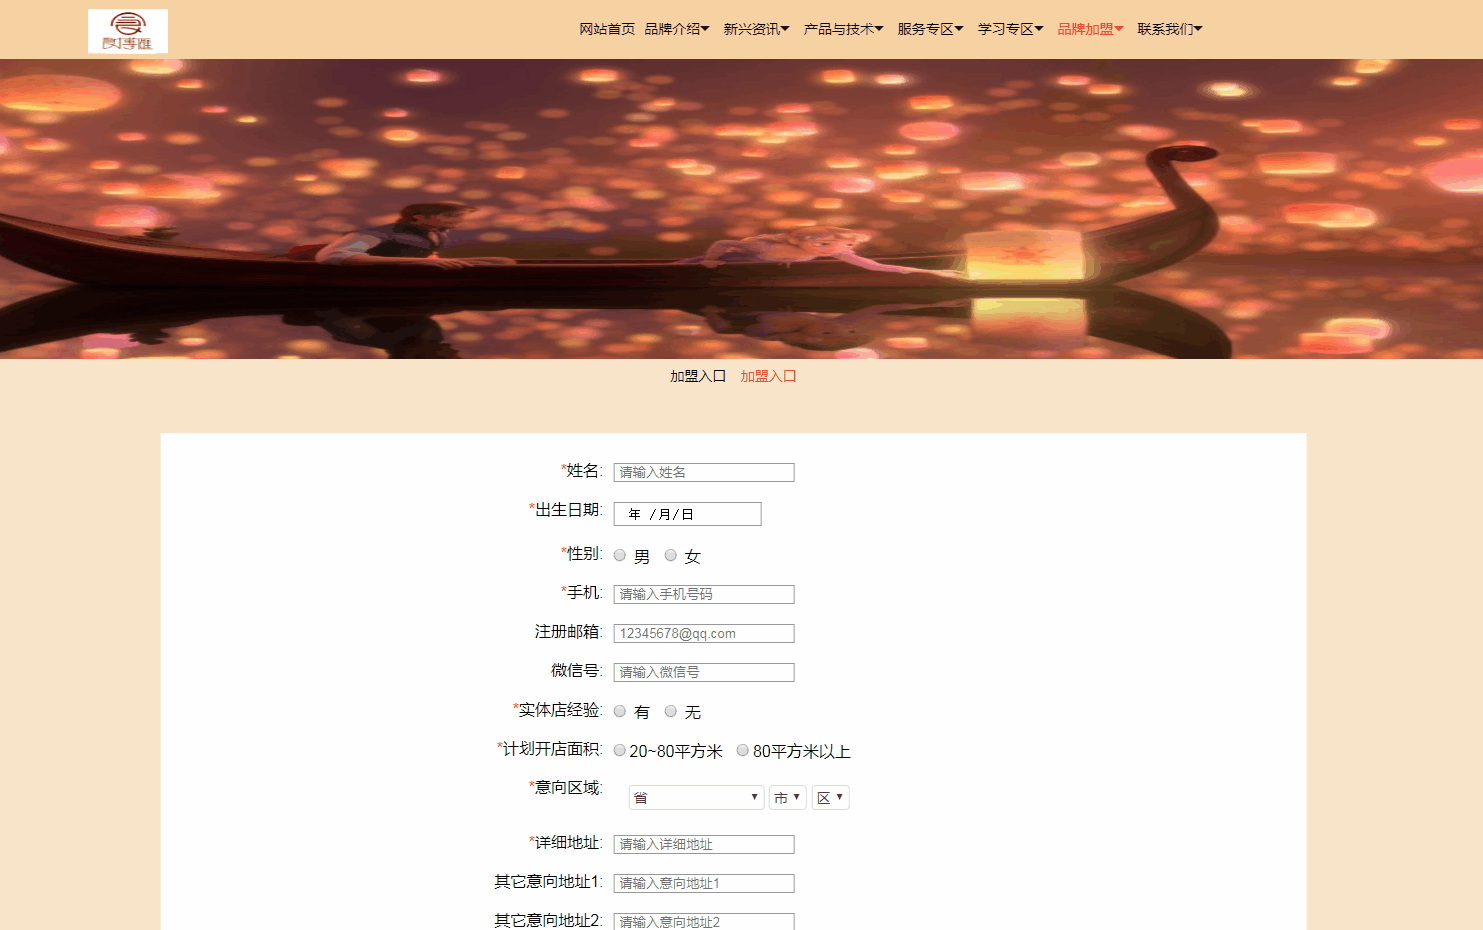 网站首页 品牌介绍 新兴资讯 产品与技术 服务专区 学习专区 品牌加盟 联系我们
加盟入口 加盟入口
*姓名: 请输入姓名
*出生日期: 年 /月/日
*性别: 男 女
*手机: 请输入手机号码
注册邮箱: 12345678@qq.com
微信号: 请输入微信号
*实体店经验: 有 无
*计划开店面积: 20~80平方米 80平方米以上
*意向区域: 省 市 区
*详细地址: 请输入详细地址
其它意向地址1: 请输入意向地址1
其它意向地址2: 请输入意向地址2